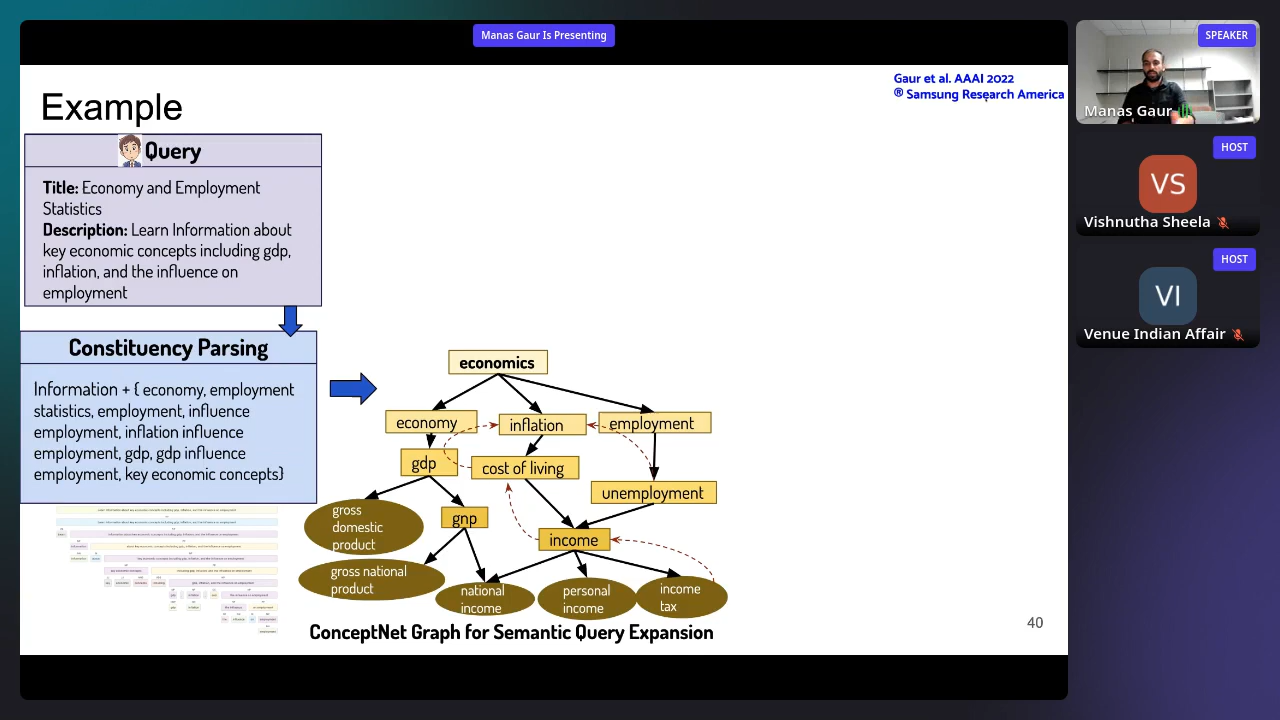 Manas Gaur Is Presenting
SPEAKER
Manas Gaur
HOST
VS
Vishnutha Sheela
HOST
VI
Venue Indian Affair
Gaur et al. AAAI 2022
® Samsung Research America
Example
Query
Title: Economy and Employment
Statistics
Description: Learn Information about
key economic concepts including gdp,
inflation, and the influence on
employment
Constituency Parsing
Information + { economy, employment
statistics, employment, influence
employment, inflation influence
employment, gdp, gdp influence
employment, key economic concepts}
economics
economy
inflation
employment
gdp
cost of living
unemployment
gross
domestic
product
gnp
income
gross national
product
national
income
personal
income
income
tax
ConceptNet Graph for Semantic Query Expansion
40